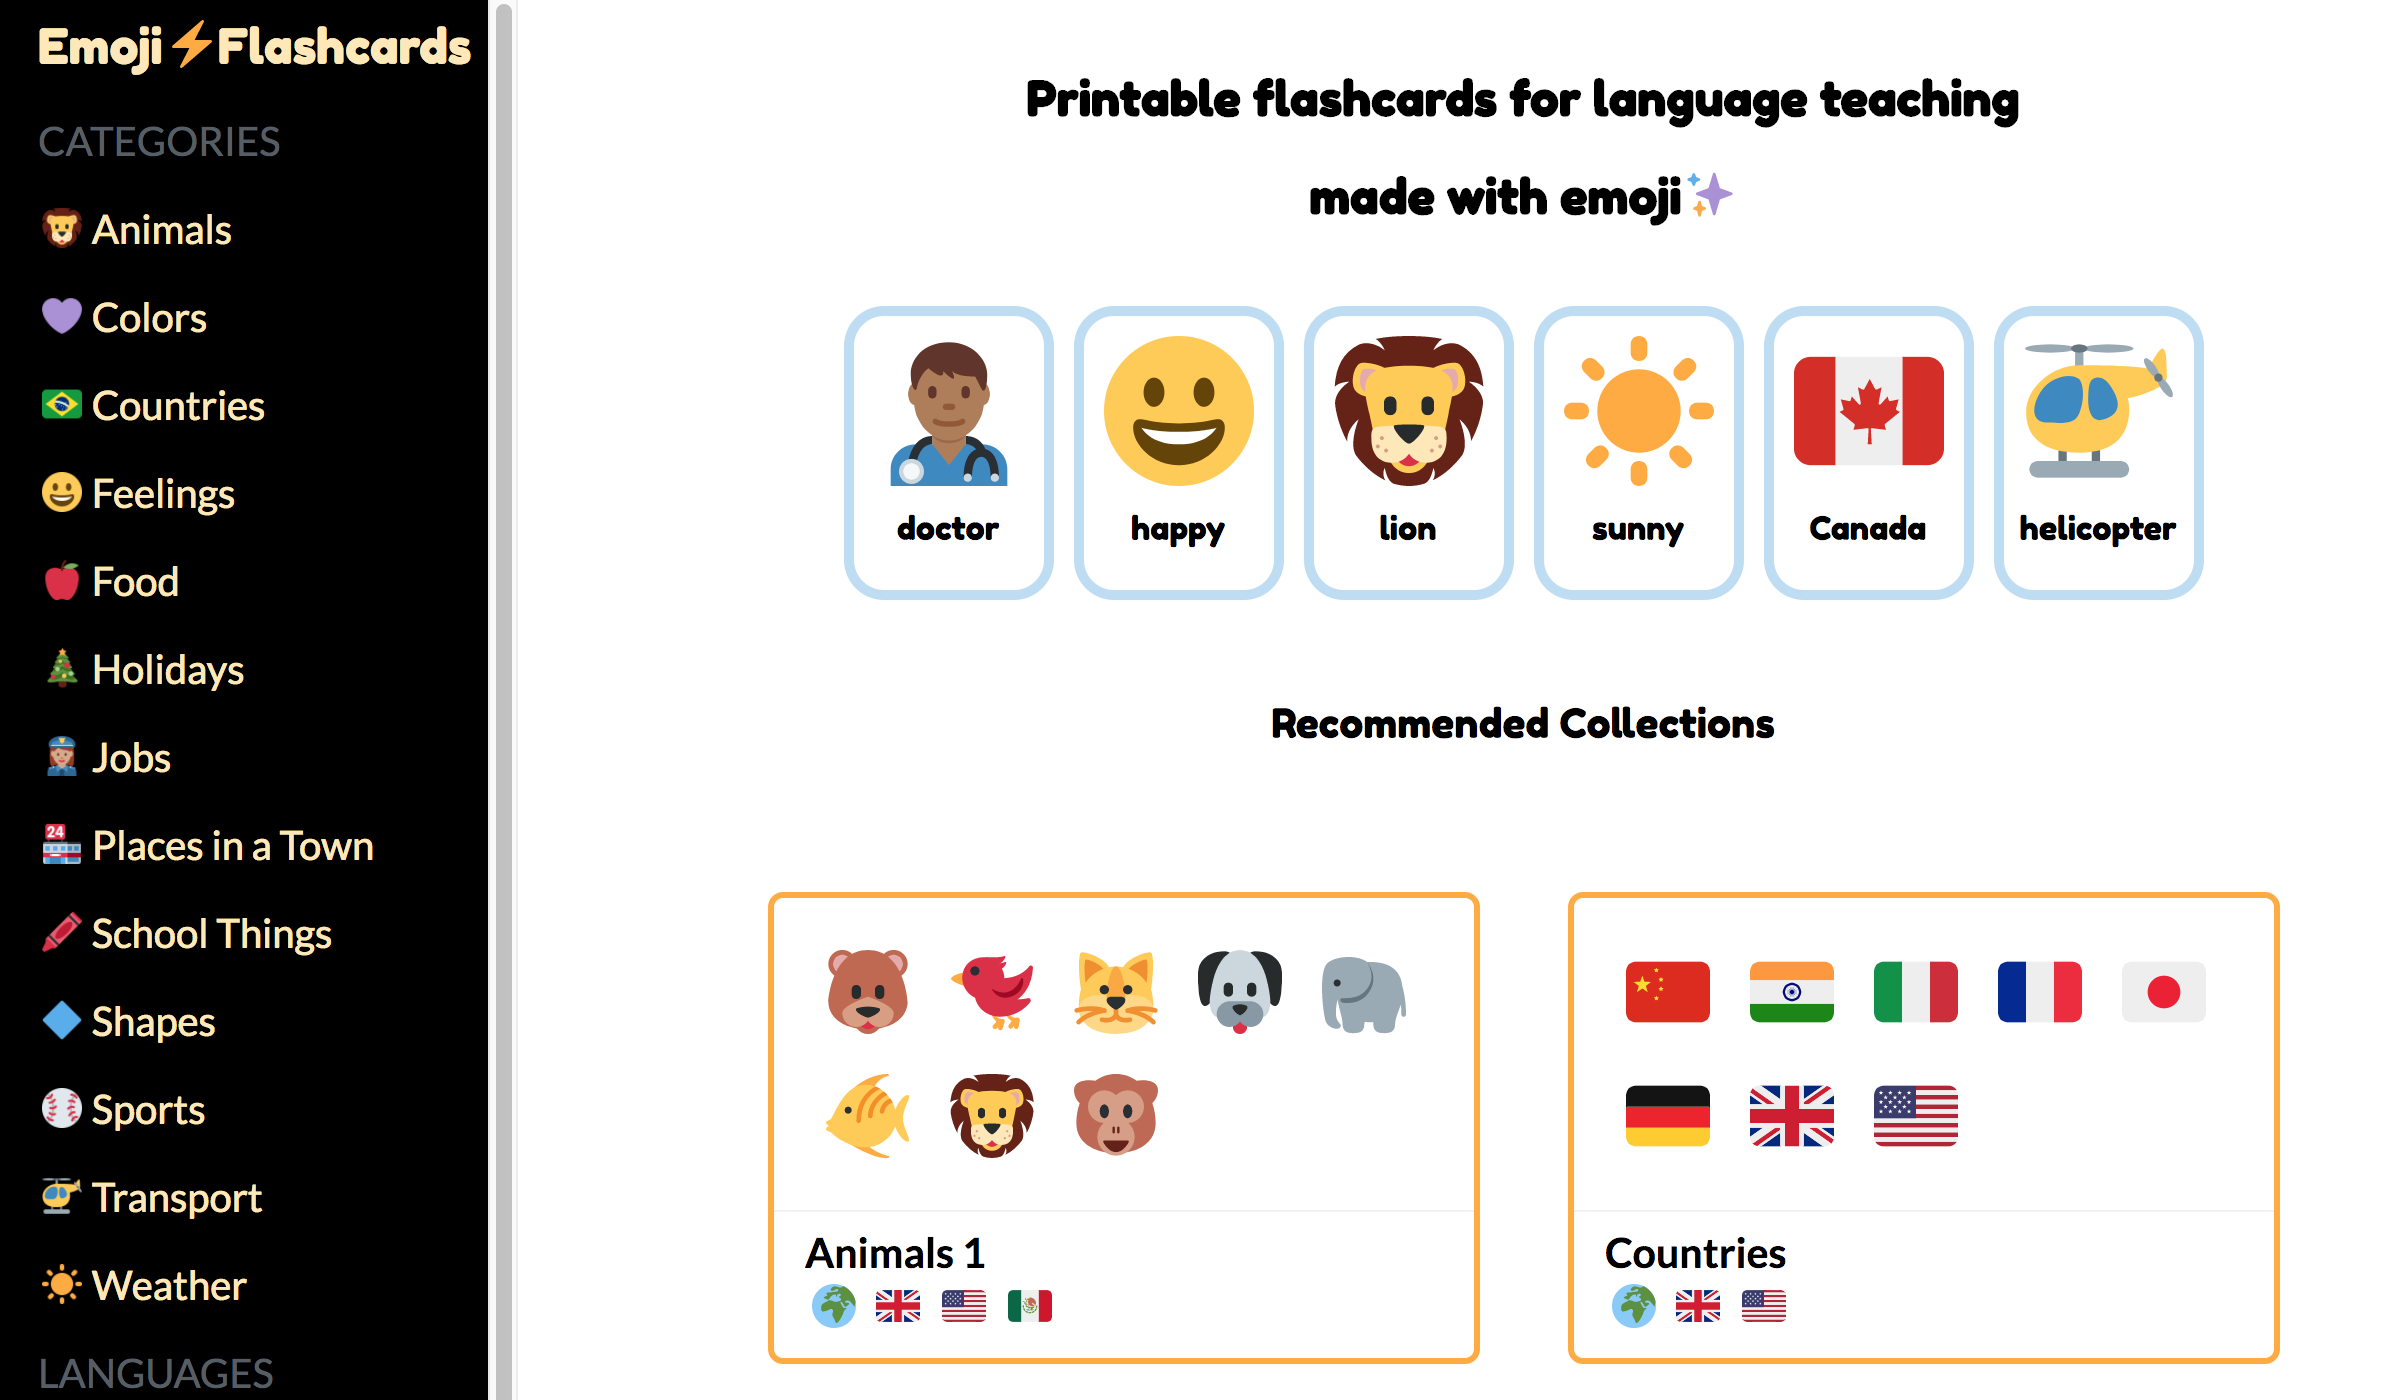 Emoji⚡Flashcards
CATEGORIES
Animals
Colors
Countries
Feelings
Food
Holidays
Jobs
24
Places in a Town
School Things
Shapes
Sports
Transport
Weather
LANGUAGES
Printable flashcards for language teaching
made with emoji✨
doctor
happy
lion
sunny
Canada
helicopter
Recommended Collections
Animals 1
Countries